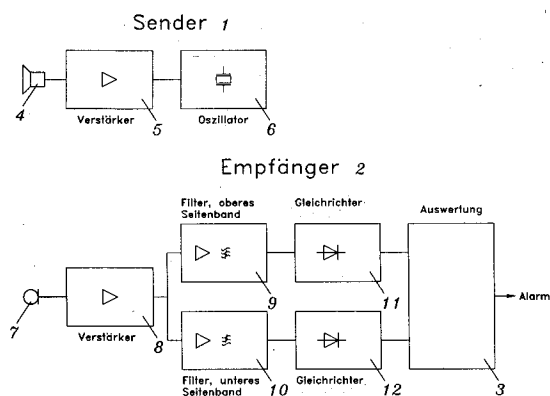 Sender 1
4
Verstärker
5
Oszillator
6
Empfänger 2
Filter, oberes
Seitenband
Gleichrichter
Auswertung
9
11
7
Verstärker
8
Alarm
Filter, unteres
Seitenband
10
Gleichrichter
12
3